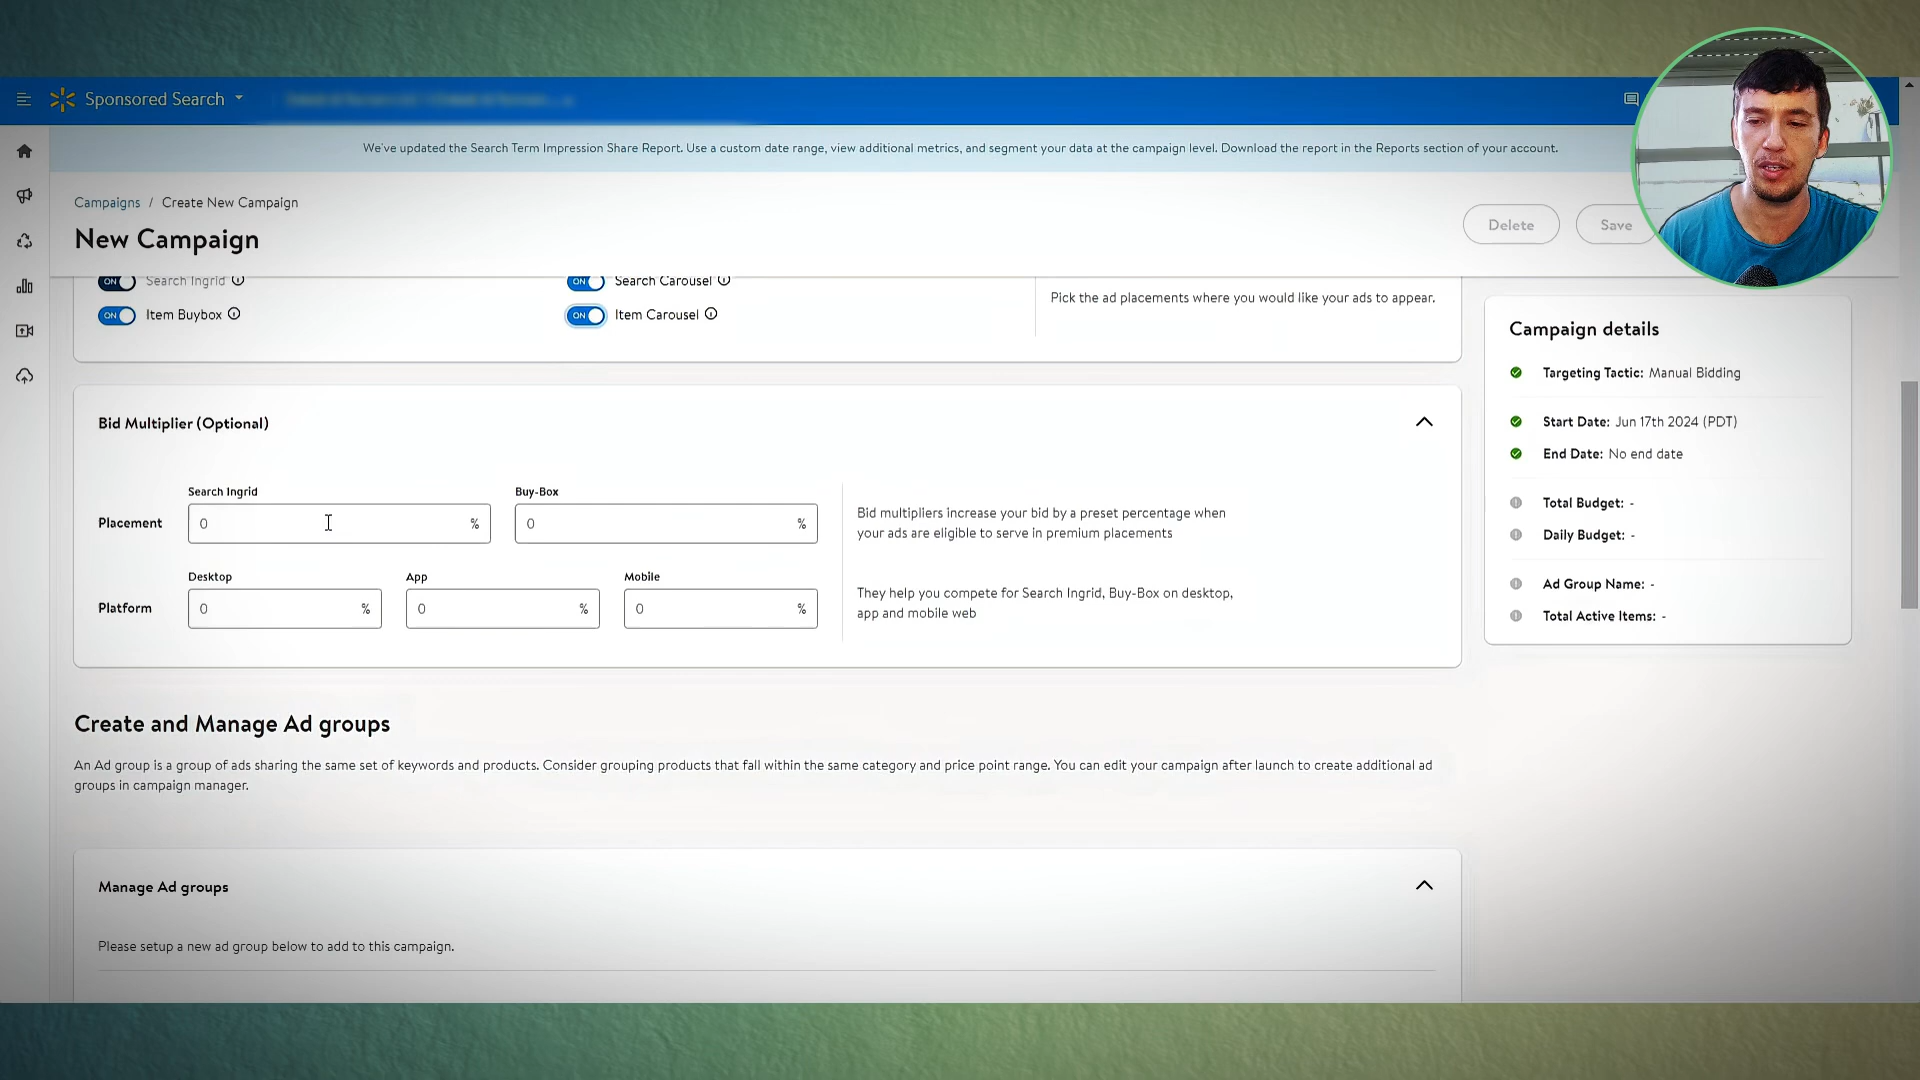 Sponsored Search
We've updated the Search Term Impression Share Report. Use a custom date range, view additional metrics, and segment your data at the campaign level. Download the report in the Reports section of your account.
Campaigns / Create New Campaign
New Campaign
Delete
Save
ON Search Ingrid
ON Search Carousel
Pick the ad placements where you would like your ads to appear.
ON Item Buybox
ON Item Carousel
Campaign details
Targeting Tactic: Manual Bidding
Start Date: Jun 17th 2024 (PDT)
End Date: No end date
Total Budget: -
Daily Budget: -
Ad Group Name: -
Total Active Items: -
Bid Multiplier (Optional)
Search Ingrid
Buy-Box
Placement
0 %
0 %
Bid multipliers increase your bid by a preset percentage when
your ads are eligible to serve in premium placements
Desktop
App
Mobile
Platform
0 %
0 %
0 %
They help you compete for Search Ingrid, Buy-Box on desktop,
app and mobile web
Create and Manage Ad groups
An Ad group is a group of ads sharing the same set of keywords and products. Consider grouping products that fall within the same category and price point range. You can edit your campaign after launch to create additional ad
groups in campaign manager.
Manage Ad groups
Please setup a new ad group below to add to this campaign.